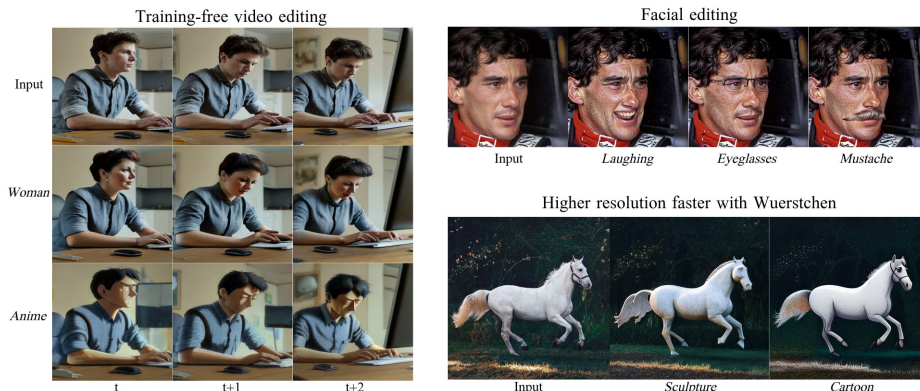 Training-free video editing
Input
Woman
Anime
t t+1 t+2
Facial editing
Input Laughing Eyeglasses Mustache
Higher resolution faster with Wuerstchen
Input Sculpture Cartoon